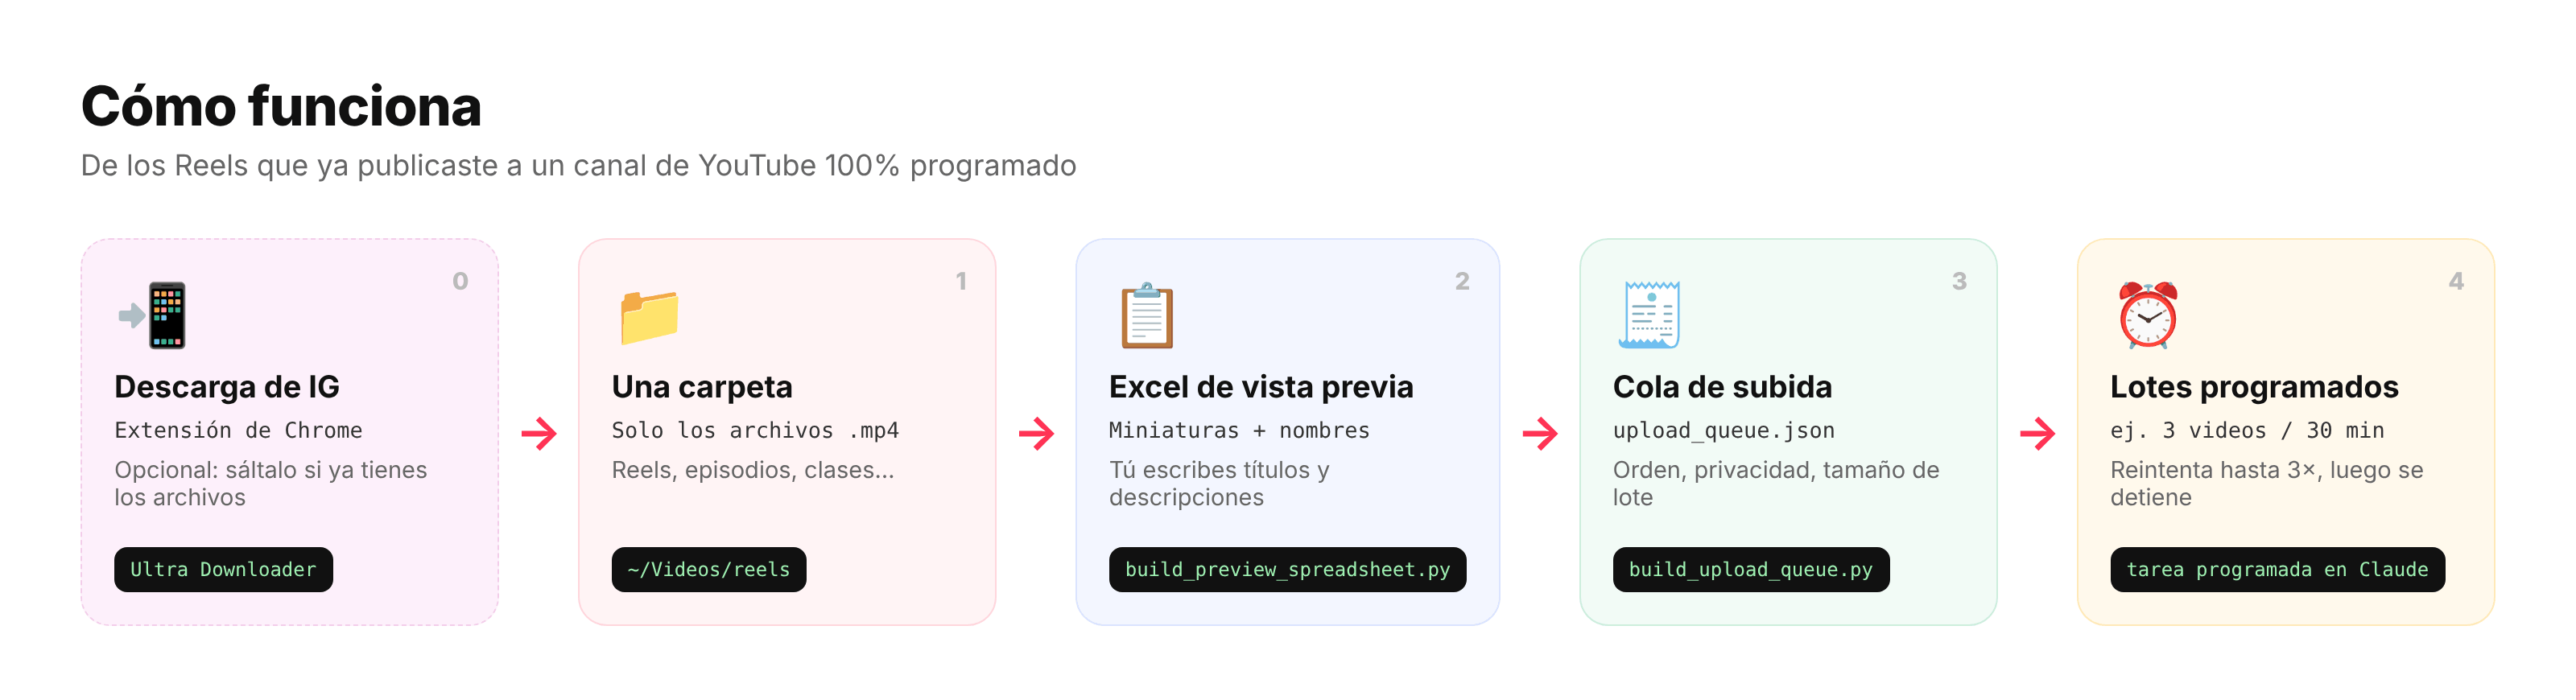 Cómo funciona
De los Reels que ya publicaste a un canal de YouTube 100% programado
0
Descarga de IG
Extensión de Chrome
Opcional: sáltalo si ya tienes
los archivos
Ultra Downloader
1
Una carpeta
Solo los archivos .mp4
Reels, episodios, clases...
~/Videos/reels
2
Excel de vista previa
Miniaturas + nombres
Tú escribes títulos y
descripciones
build_preview_spreadsheet.py
3
Cola de subida
upload_queue.json
Orden, privacidad, tamaño de
lote
build_upload_queue.py
4
Lotes programados
ej. 3 videos / 30 min
Reintenta hasta 3×, luego se
detiene
tarea programada en Claude